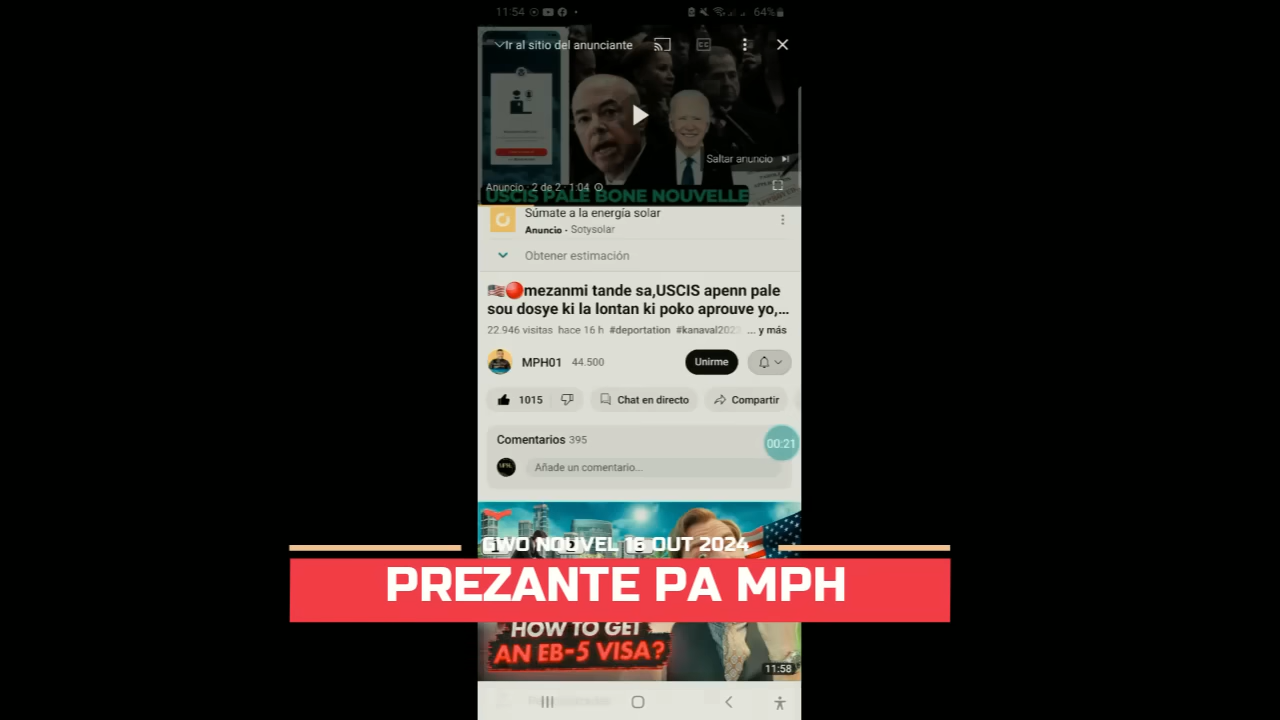 11:54
64%
Ir al sitio del anunciante
CC
Saltar anuncio
Anuncio · 2 de 2 · 1:04
USCIS PALE BONE NOUVELLE
Súmate a la energía solar
Anuncio · Sotysolar
Obtener estimación
🇺🇸🔴mezanmi tande sa,USCIS apenn pale
sou dosye ki la lontan ki poko aprouve yo,...
22.946 visitas hace 16 h #deportation #kanaval202 ... y más
MPH01 44.500
Unirme
1015
Chat en directo
Compartir
Comentarios 395
00:21
Añade un comentario...
GWO NOUVEL 16 OUT 2024
PREZANTE PA MPH
HOW TO GET
AN EB-5 VISA?
11:58